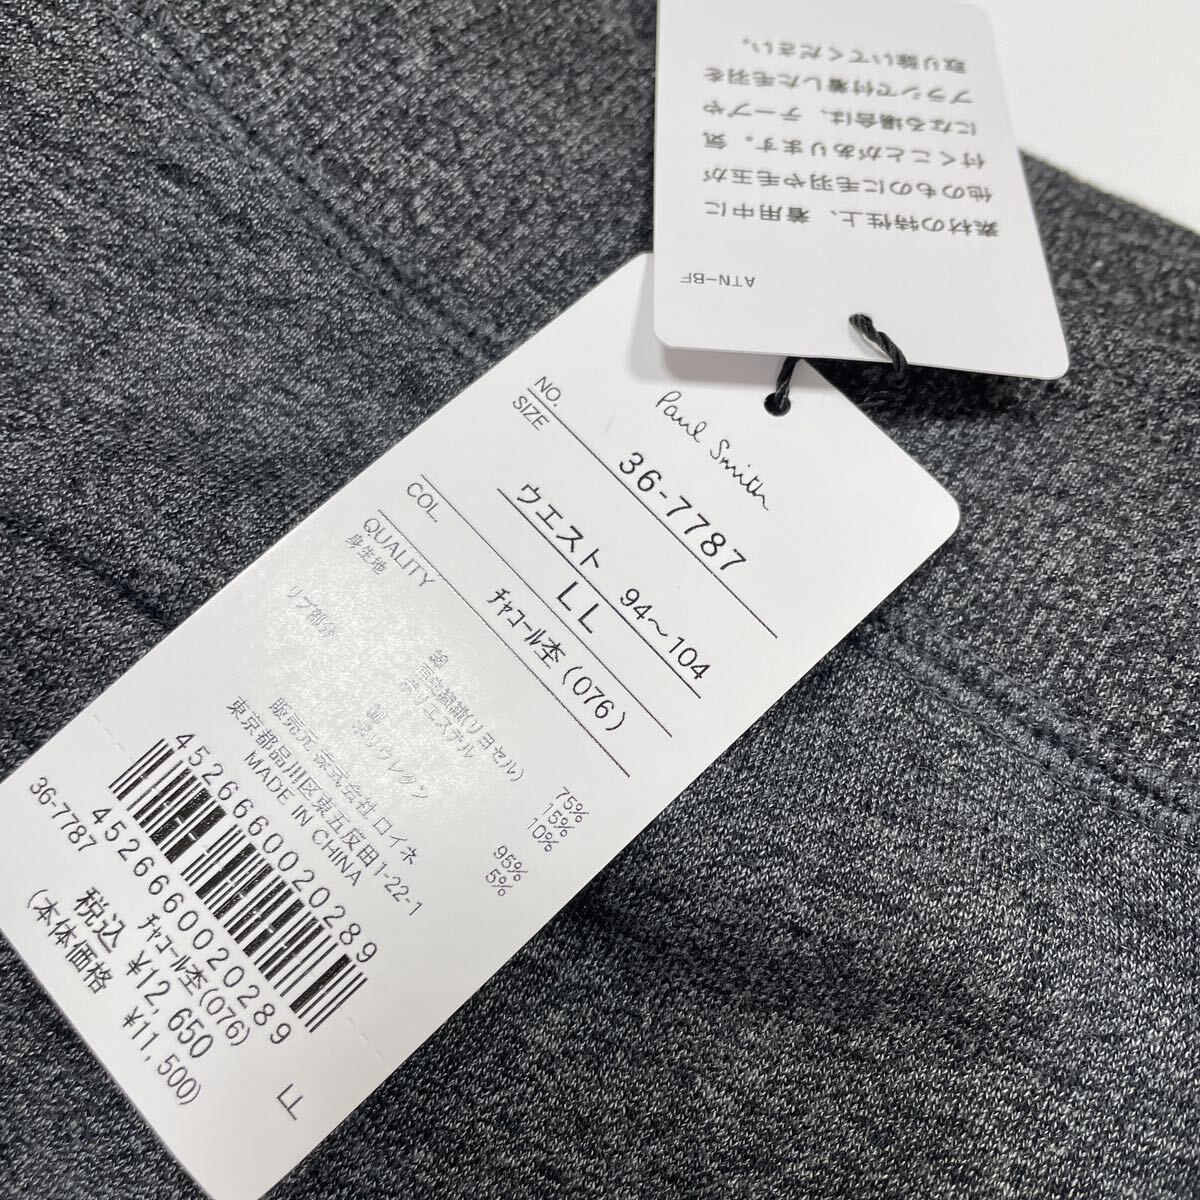 素材の特性上、着用中に
他のものに毛羽や毛玉が
付くことがあります。気
になる場合は、テープや
ブラシで付着した毛羽を
取り除いてください。
ATN-BF
Paul Smith
NO. 36-7787
SIZE ウエスト 94～104
LL
COL. ﾁｬｺｰﾙ杢(076)
QUALITY
身生地 綿 75%
再生繊維(リヨセル) 15%
ポリエステル 10%
リブ部分 綿 95%
ポリウレタン 5%
販売元 株式会社 ロイネ
東京都品川区東五反田1-22-1
MADE IN CHINA
4526660020289
4526660020289
36-7787 ﾁｬｺｰﾙ杢(076) LL
税込 ¥12,650
(本体価格 ¥11,500)